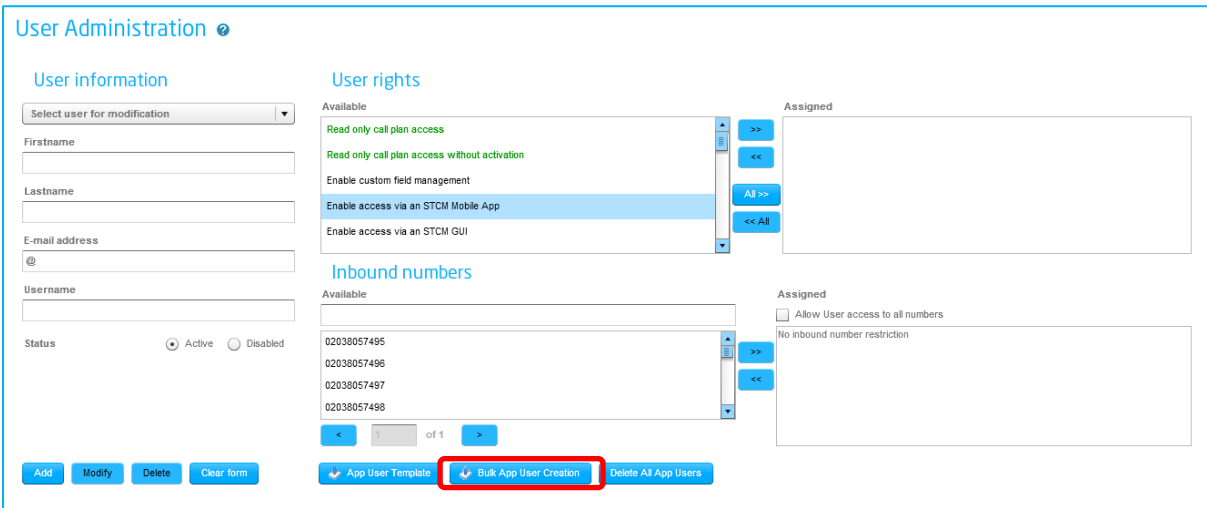 User Administration ?
User information
Select user for modification
Firstname
Lastname
E-mail address
@
Username
Status Active Disabled
Add Modify Delete Clear form
User rights
Available
Read only call plan access
Read only call plan access without activation
Enable custom field management
Enable access via an STCM Mobile App
Enable access via an STCM GUI
>>
<<
All >>
<< All
Assigned
Inbound numbers
Available
02038057495
02038057496
02038057497
02038057498
>>
<<
< 1 of 1 >
Assigned
Allow User access to all numbers
No inbound number restriction
App User Template Bulk App User Creation Delete All App Users